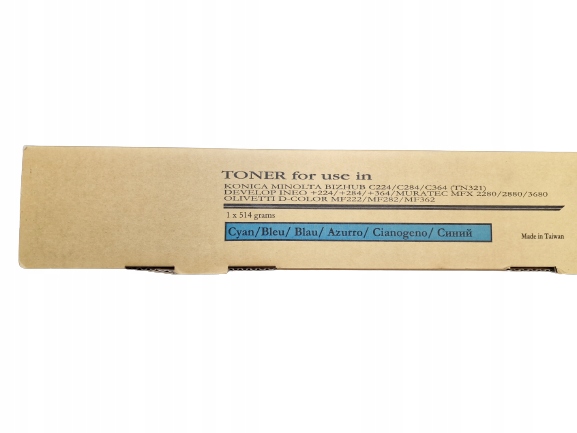 TONER for use in
KONICA MINOLTA BIZHUB C224/C284/C364 (TN321)
DEVELOP INEO +224/+284/+364/MURATEC MFX 2280/2880/3680
OLIVETTI D-COLOR MF222/MF282/MF362
1 x 514 grams
Cyan/Bleu/ Blau/ Azurro/ Cianogeno/ Синий
Made in Taiwan